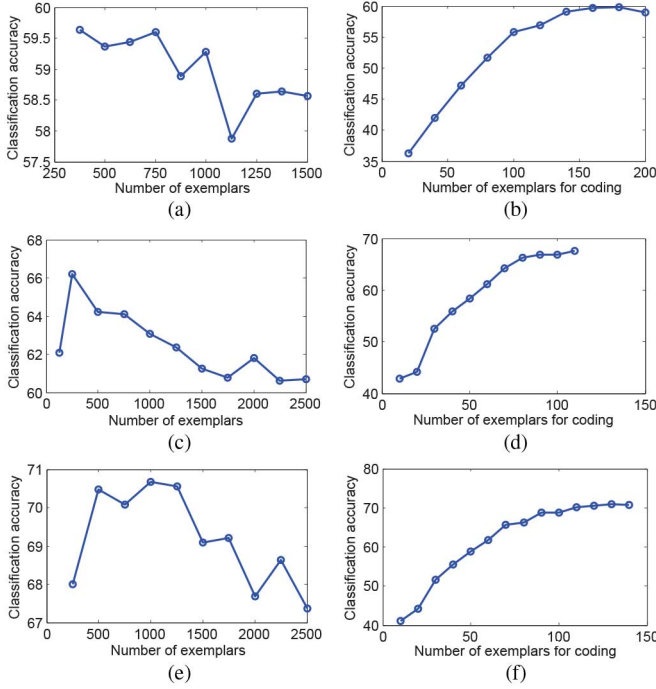 60
59.5
59
58.5
58
57.5
250 500 750 1000 1250 1500
Classification accuracy
Number of exemplars
(a)
60
55
50
45
40
35
0 50 100 150 200
Classification accuracy
Number of exemplars for coding
(b)
68
66
64
62
60
0 500 1000 1500 2000 2500
Classification accuracy
Number of exemplars
(c)
70
60
50
40
0 50 100 150
Classification accuracy
Number of exemplars for coding
(d)
71
70
69
68
67
0 500 1000 1500 2000 2500
Classification accuracy
Number of exemplars
(e)
80
70
60
50
40
0 50 100 150
Classification accuracy
Number of exemplars for coding
(f)